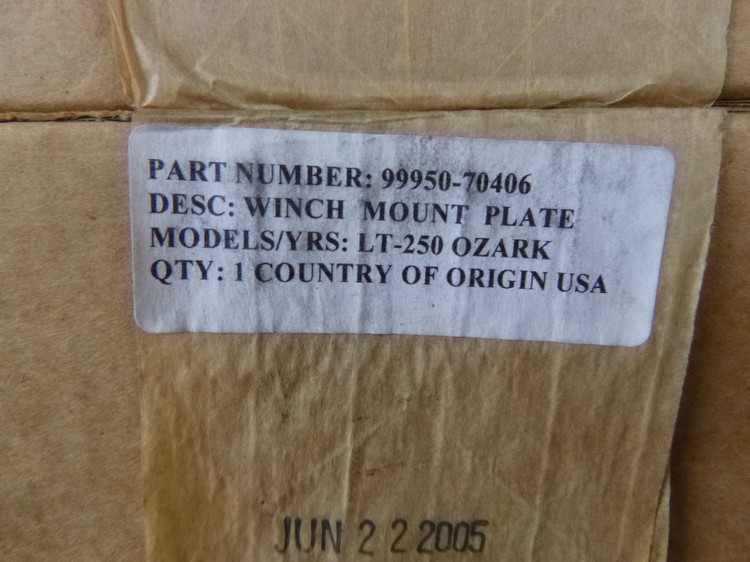 PART NUMBER: 99950-70406
DESC: WINCH MOUNT PLATE
MODELS/YRS: LT-250 OZARK
QTY: 1 COUNTRY OF ORIGIN USA
JUN 2 2 2005